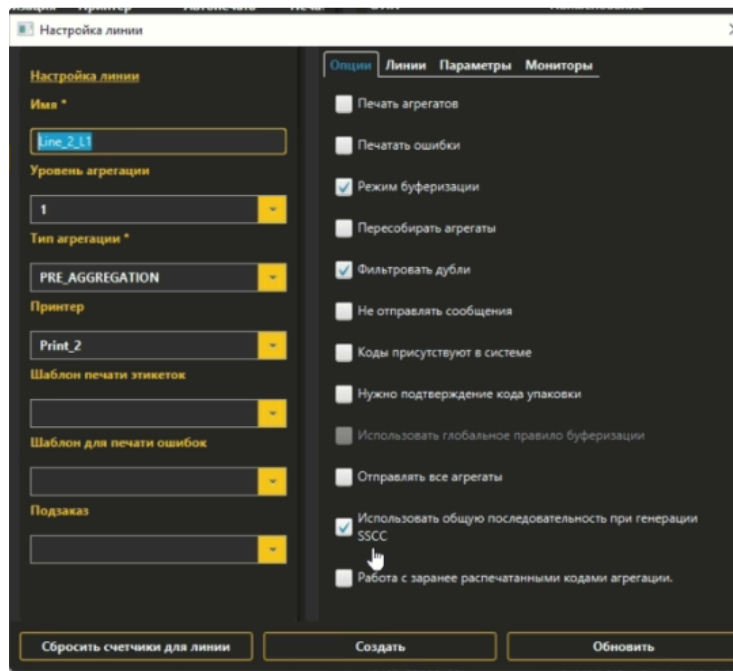 Принтер
Настройка линии
Настройка линии
Имя *
Line_2_L1
Уровень агрегации
1
Тип агрегации *
PRE_AGGREGATION
Принтер
Print_2
Шаблон печати этикеток
Шаблон для печати ошибок
Подзаказ
Опции Линии Параметры Мониторы
Печать агрегатов
Печатать ошибки
Режим буферизации
Пересобирать агрегаты
Фильтровать дубли
Не отправлять сообщения
Коды присутствуют в системе
Нужно подтверждение кода упаковки
Использовать глобальное правило буферизации
Отправлять все агрегаты
Использовать общую последовательность при генерации
SSCC
Работа с заранее распечатанными кодами агрегации.
Сбросить счетчики для линии
Создать
Обновить